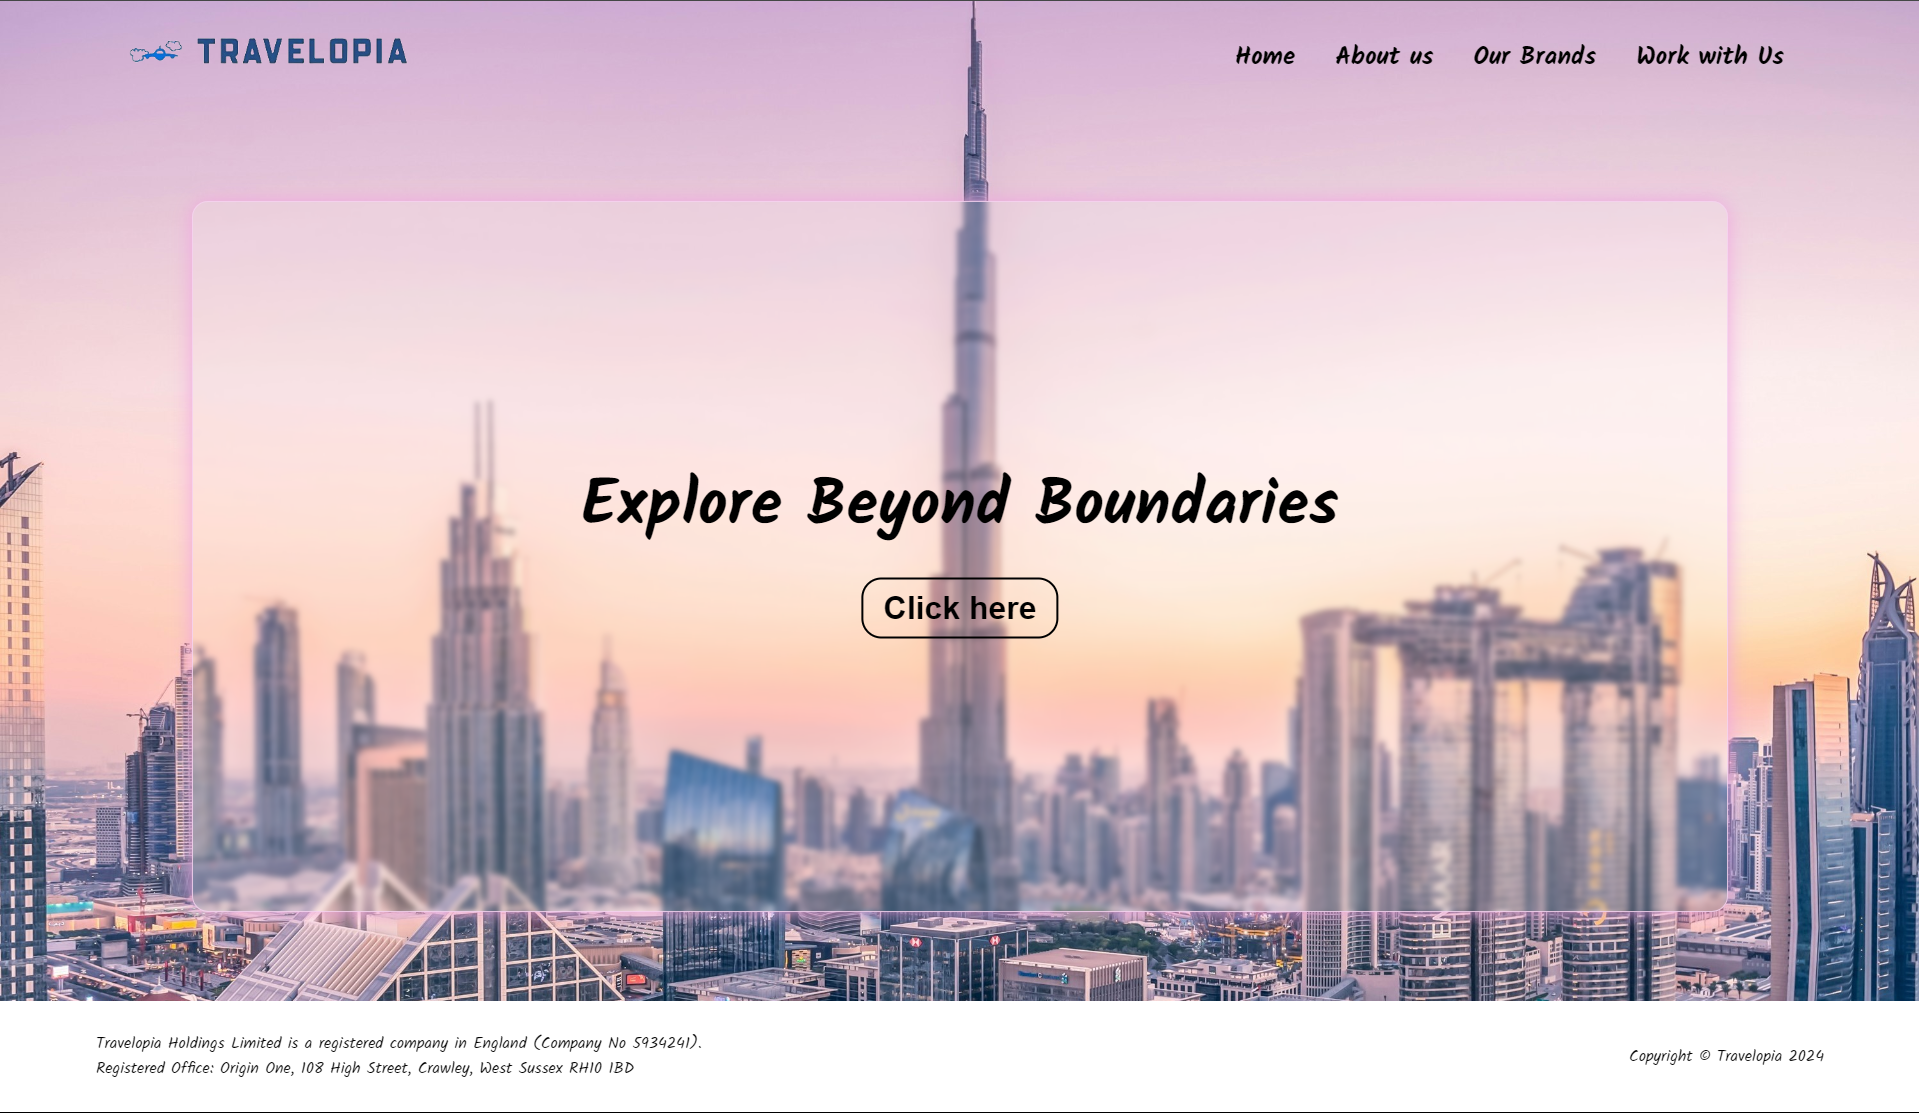 TRAVELOPIA
Home About us Our Brands Work with Us
Explore Beyond Boundaries
Click here
Travelopia Holdings Limited is a registered company in England (Company No 5934241).
Registered Office: Origin One, 108 High Street, Crawley, West Sussex RH10 1BD
Copyright © Travelopia 2024